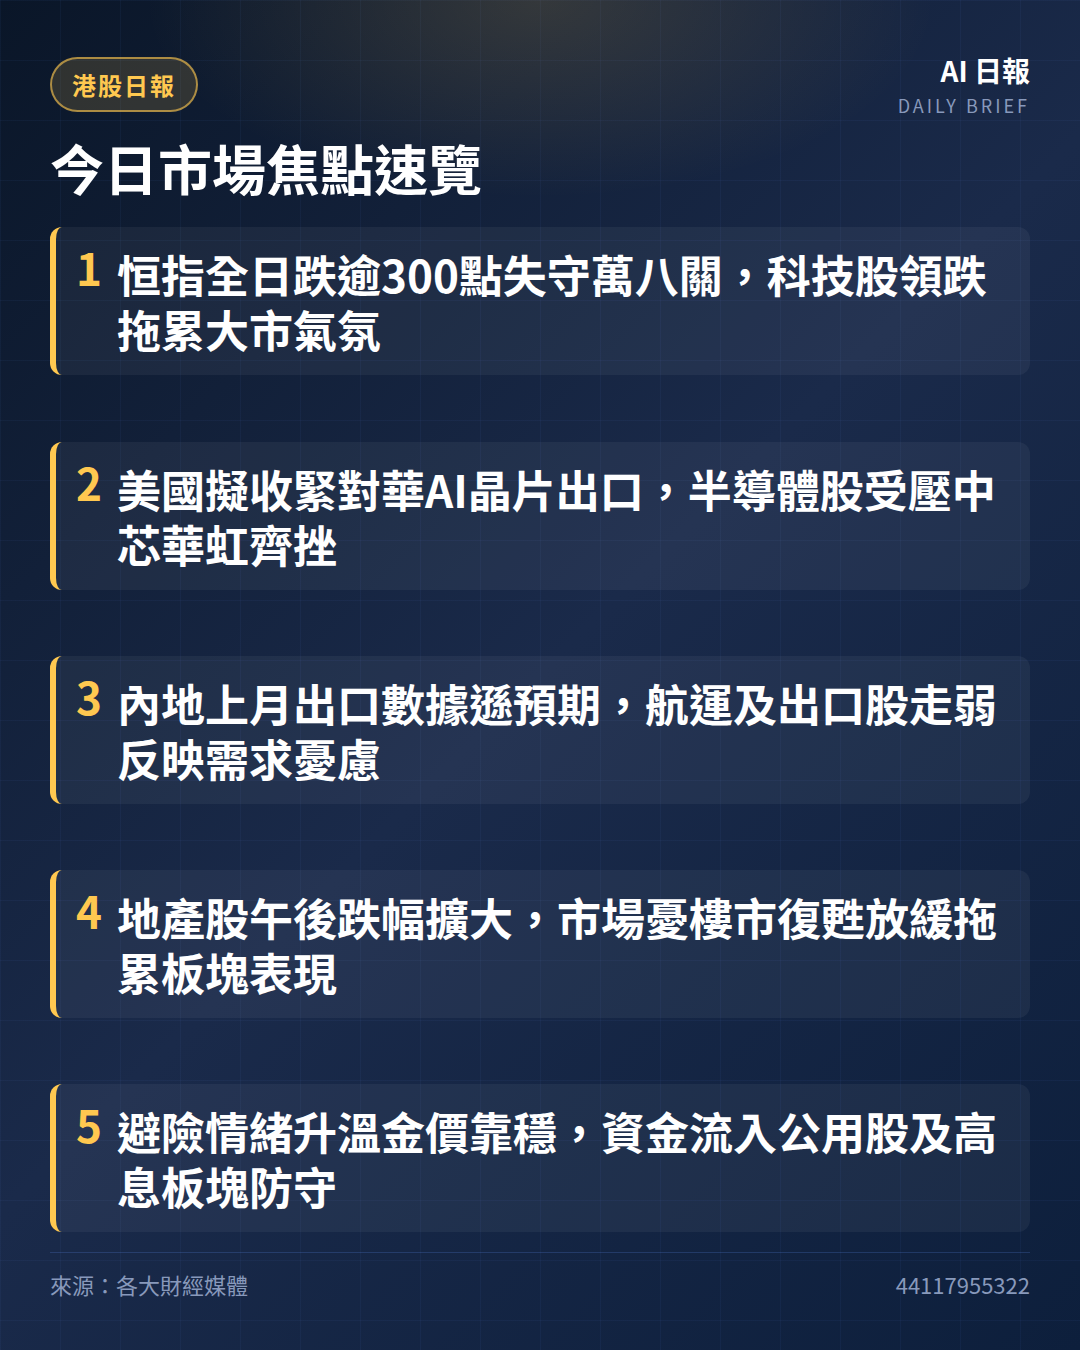 港股日報
AI 日報
DAILY BRIEF
今日市場焦點速覽
1 恒指全日跌逾300點失守萬八關，科技股領跌
拖累大市氣氛
2 美國擬收緊對華AI晶片出口，半導體股受壓中
芯華虹齊挫
3 內地上月出口數據遜預期，航運及出口股走弱
反映需求憂慮
4 地產股午後跌幅擴大，市場憂樓市復甦放緩拖
累板塊表現
5 避險情緒升溫金價靠穩，資金流入公用股及高
息板塊防守
來源：各大財經媒體
44117955322